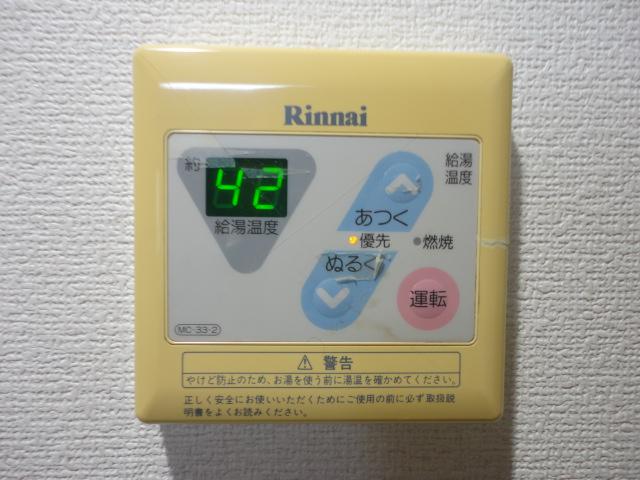 Rinnai
約 42
給湯温度
給湯
温度
あつく
優先
燃焼
ぬるく
運転
MC-33-2
⚠ 警告
やけど防止のため、お湯を使う前に湯温を確かめてください。
正しく安全にお使いいただくためにご使用の前に必ず取扱説
明書をよくお読みください。